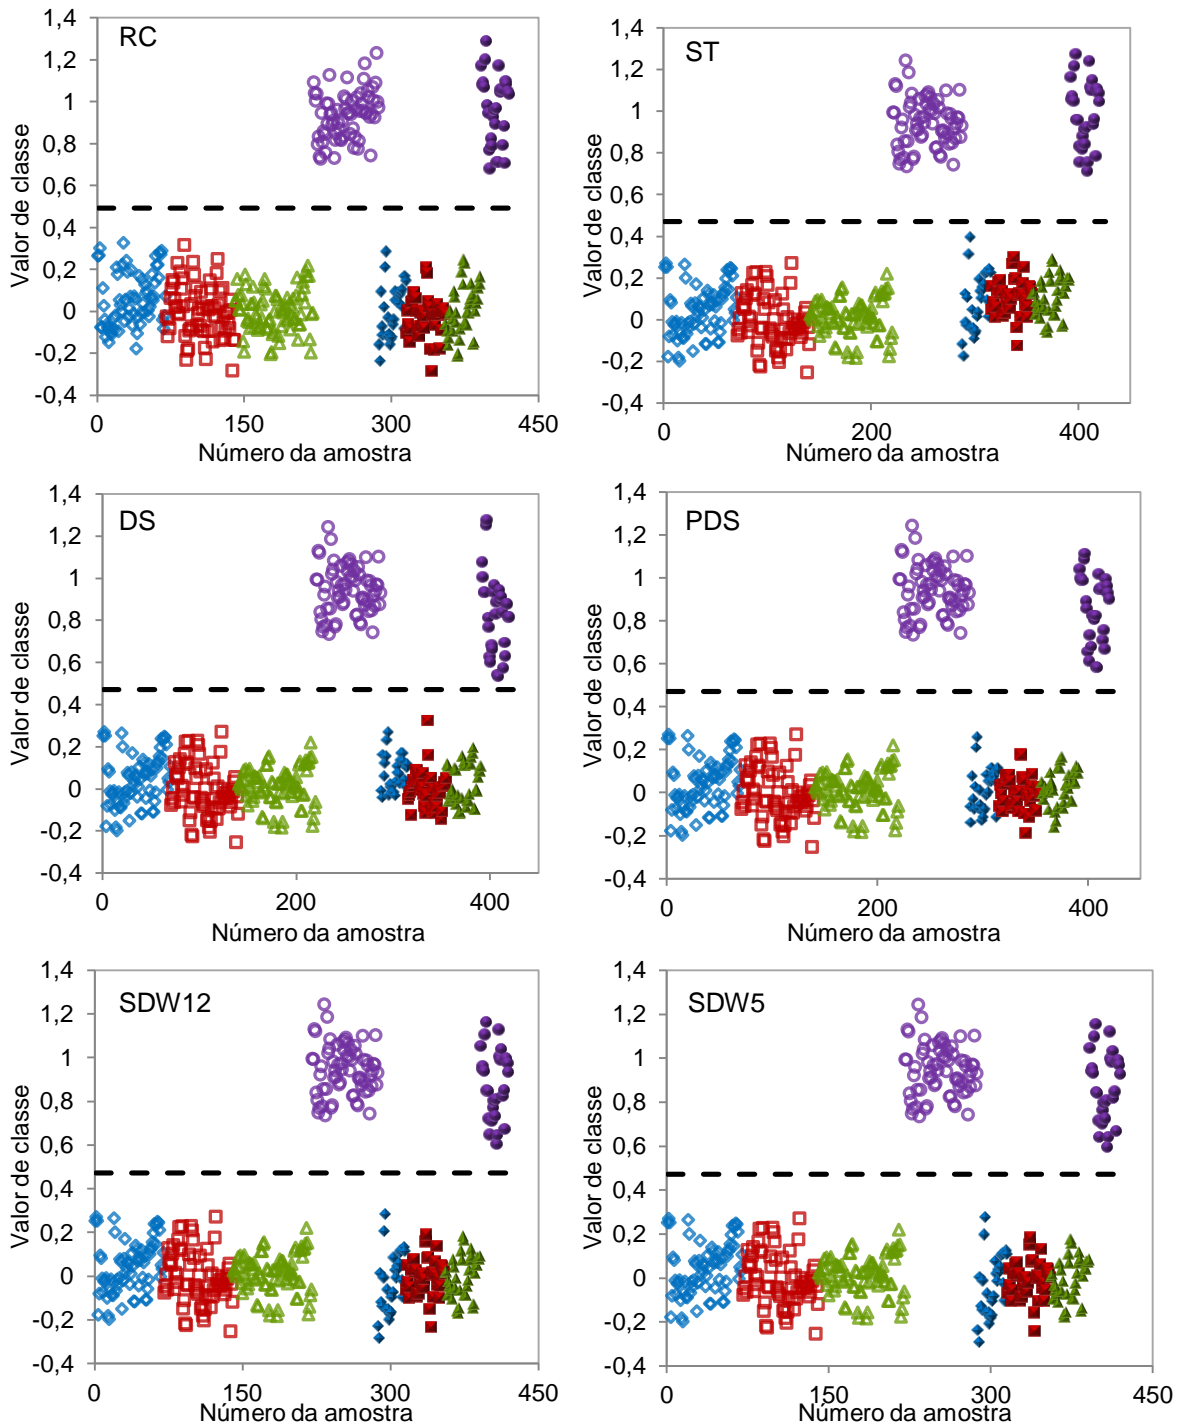 RC
Valor de classe
1,4
1,2
1
0,8
0,6
0,4
0,2
0
-0,2
-0,4
0 150 300 450
Número da amostra
ST
Valor de classe
1,4
1,2
1
0,8
0,6
0,4
0,2
0
-0,2
-0,4
0 200 400
Número da amostra
DS
Valor de classe
1,4
1,2
1
0,8
0,6
0,4
0,2
0
-0,2
-0,4
0 200 400
Número da amostra
PDS
Valor de classe
1,4
1,2
1
0,8
0,6
0,4
0,2
0
-0,2
-0,4
0 200 400
Número da amostra
SDW12
Valor de classe
1,4
1,2
1
0,8
0,6
0,4
0,2
0
-0,2
-0,4
0 150 300 450
Número da amostra
SDW5
Valor de classe
1,4
1,2
1
0,8
0,6
0,4
0,2
0
-0,2
-0,4
0 150 300 450
Número da amostra